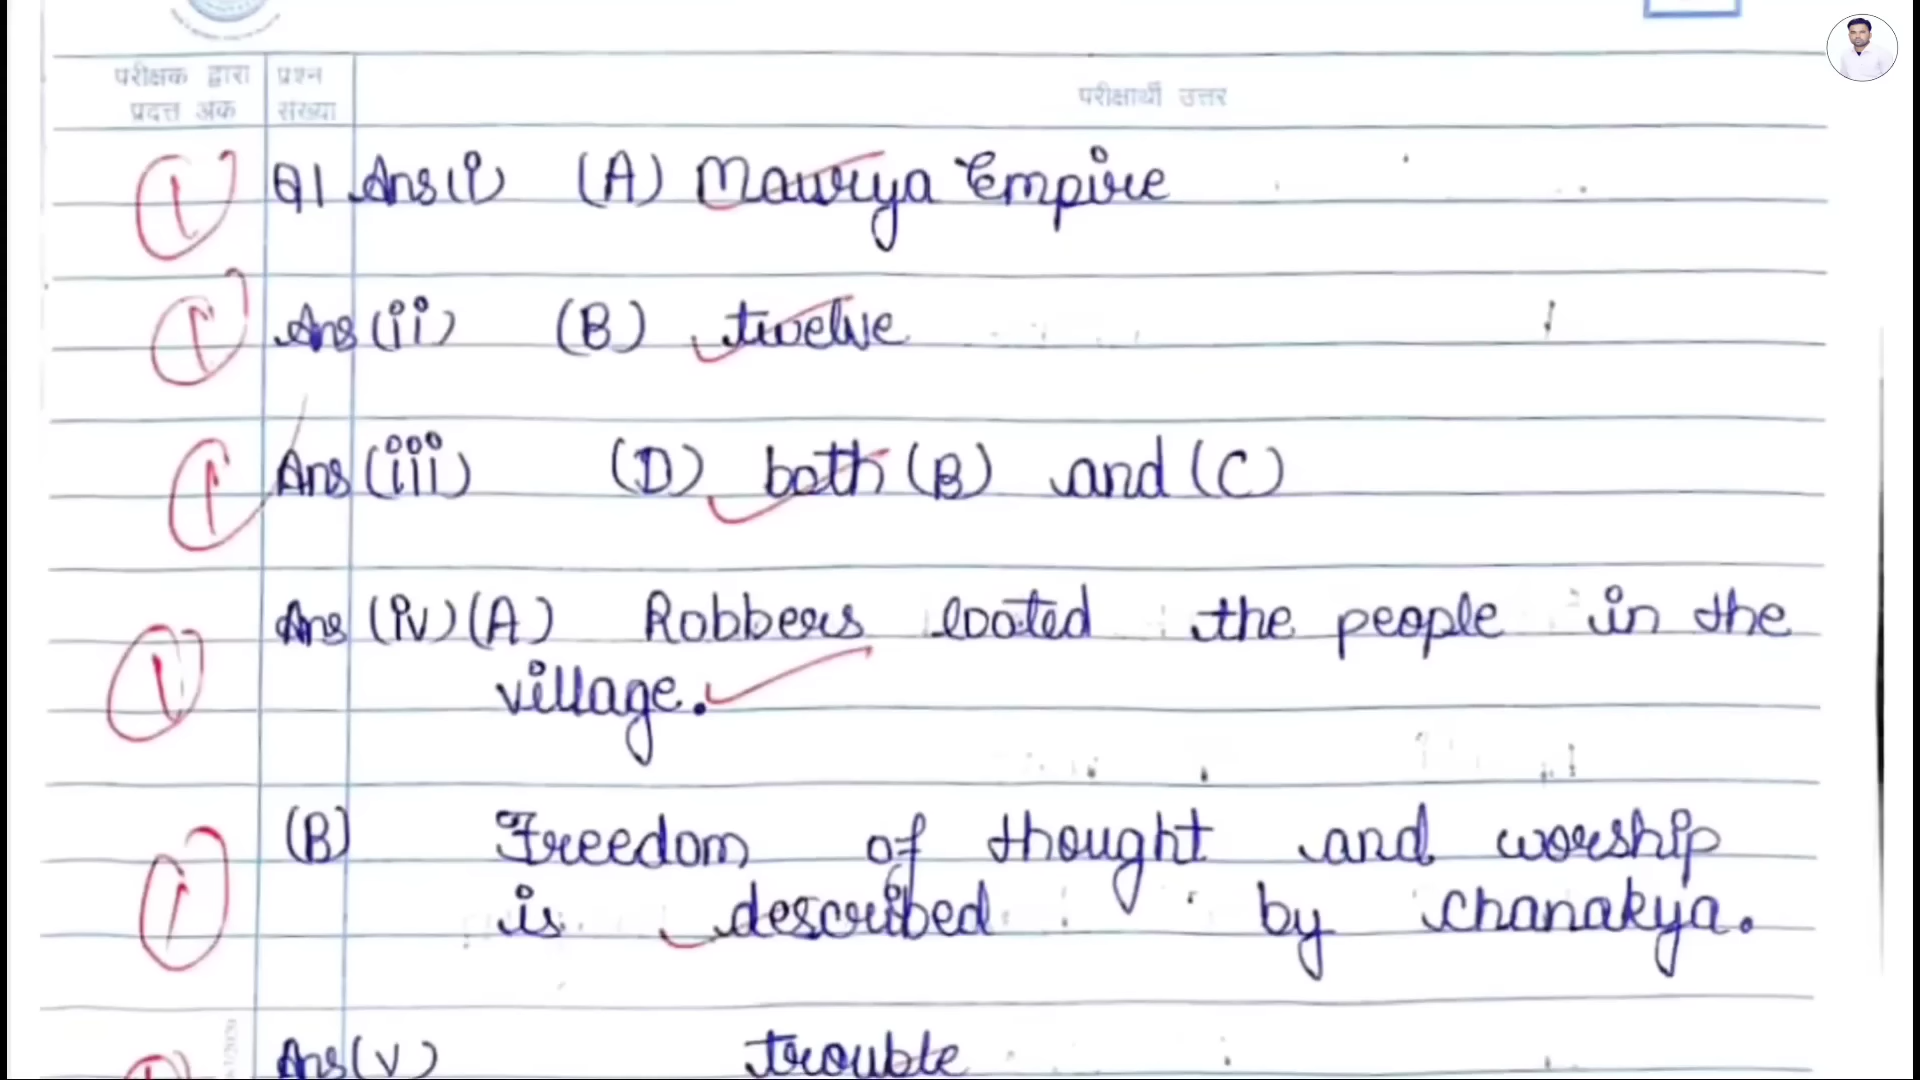 परीक्षक द्वारा प्रदत्त अंक
प्रश्न संख्या
परीक्षार्थी उत्तर
1 Q1 Ans(i) (A) Maurya Empire
1 Ans(ii) (B) twelve
1 Ans(iii) (D) both (B) and (C)
Ans(iv)(A) Robbers looted the people in the
1 village.
(B) Freedom of thought and worship
1 is described by chanakya.
1 Ans(v) trouble